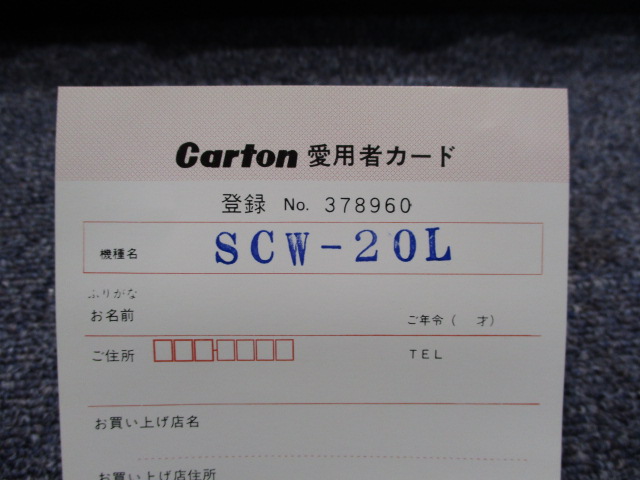 Carton 愛用者カード
登録 No. 378960
機種名 SCW-20L
ふりがな
お名前 ご年令( 才)
ご住所 TEL
お買い上げ店名
お買い上げ店住所